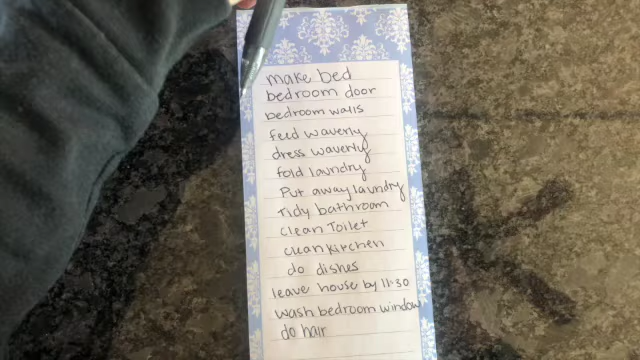 make bed
bedroom door
bedroom walls
feed waverly
dress waverly
fold laundry
Put away laundry
Tidy bathroom
clean Toilet
clean kitchen
do dishes
leave house by 11:30
wash bedroom window
do hair